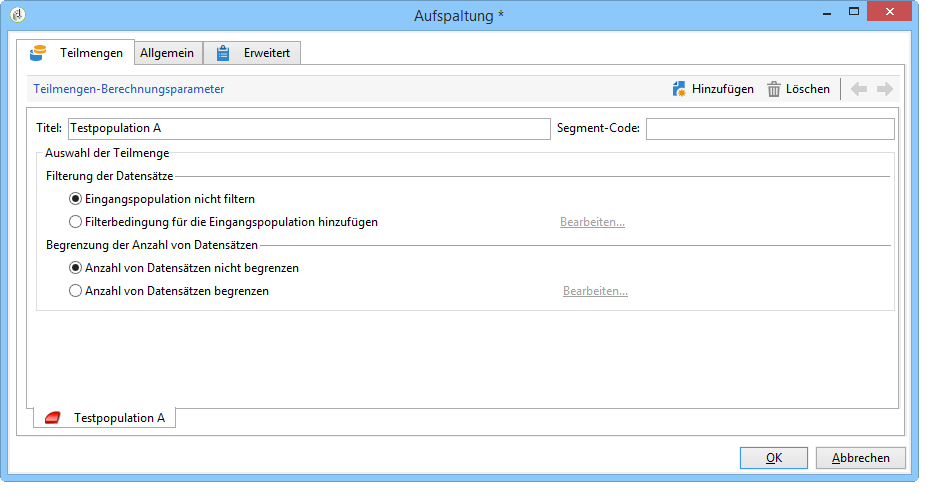 Aufspaltung *
Teilmengen Allgemein Erweitert
Teilmengen-Berechnungsparameter Hinzufügen Löschen
Titel: Testpopulation A Segment-Code:
Auswahl der Teilmenge
Filterung der Datensätze
Eingangspopulation nicht filtern
Filterbedingung für die Eingangspopulation hinzufügen Bearbeiten...
Begrenzung der Anzahl von Datensätzen
Anzahl von Datensätzen nicht begrenzen
Anzahl von Datensätzen begrenzen Bearbeiten...
Testpopulation A
OK Abbrechen